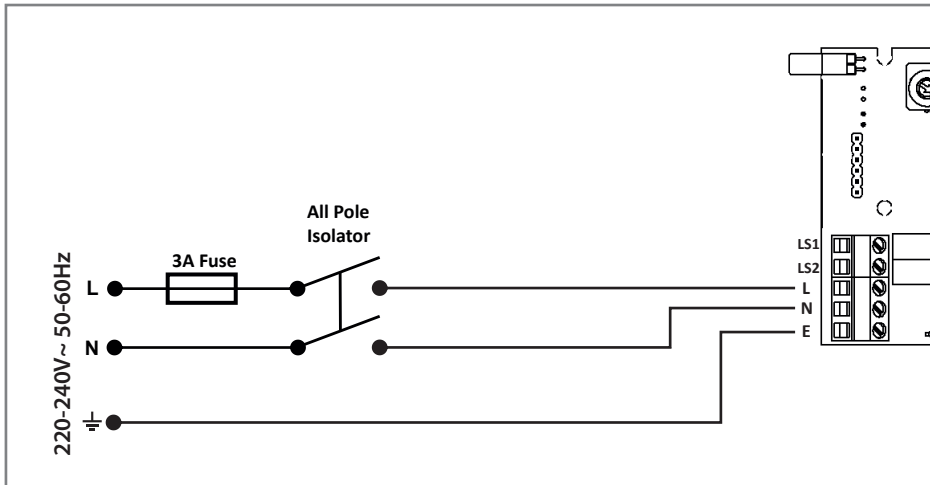 All Pole
Isolator
3A Fuse
220-240V~ 50-60Hz
L
N
LS1
LS2
L
N
E